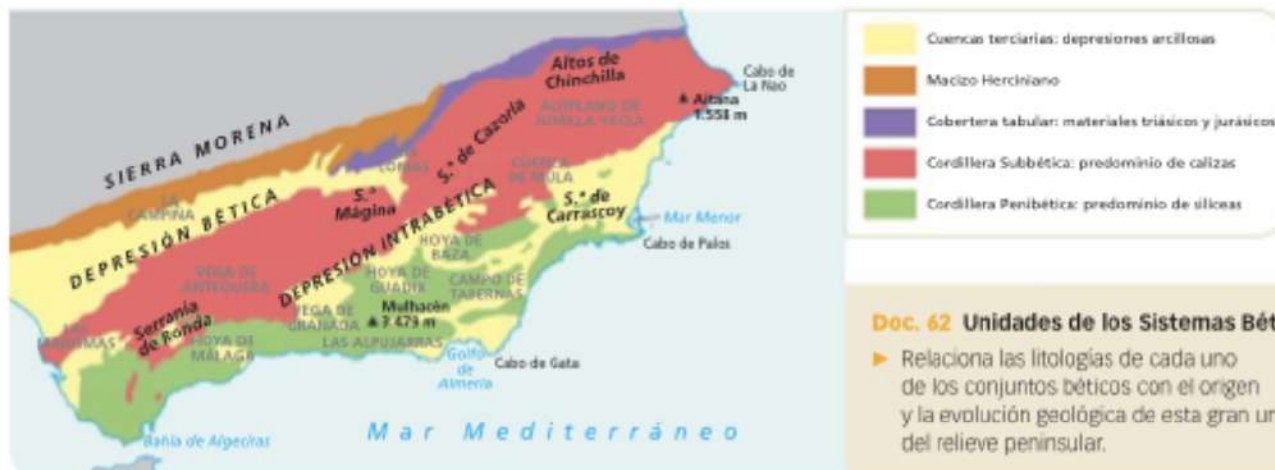 SIERRA MORENA
Altos de
Chinchilla
Cabo de
La Nao
Aitana
1.558 m
ALTIPLANO DE
JUMILLA-YECLA
S.ª de Cazorla
LOMAS
CUENCA
DE MULA
LA
CAMPIÑA
S.ª
Mágina
S.ª de
Carrascoy
Mar Menor
Cabo de Palos
DEPRESIÓN BÉTICA
DEPRESIÓN INTRABÉTICA
HOYA DE
BAZA
VEGA DE
ANTEQUERA
HOYA DE
GUADIX
CAMPO DE
TABERNAS
Mulhacén
3.479 m
VEGA DE
GRANADA
LAS ALPUJARRAS
Serranía
de Ronda
LAS
MARISMAS
HOYA DE
MÁLAGA
Golfo
de
Almería
Cabo de Gata
Bahía de Algeciras
Mar Mediterráneo
Cuencas terciarias: depresiones arcillosas
Macizo Herciniano
Cobertera tabular: materiales triásicos y jurásicos
Cordillera Subbética: predominio de calizas
Cordillera Penibética: predominio de silíceas
Doc. 62 Unidades de los Sistemas Bét
Relaciona las litologías de cada uno
de los conjuntos béticos con el origen
y la evolución geológica de esta gran un
del relieve peninsular.